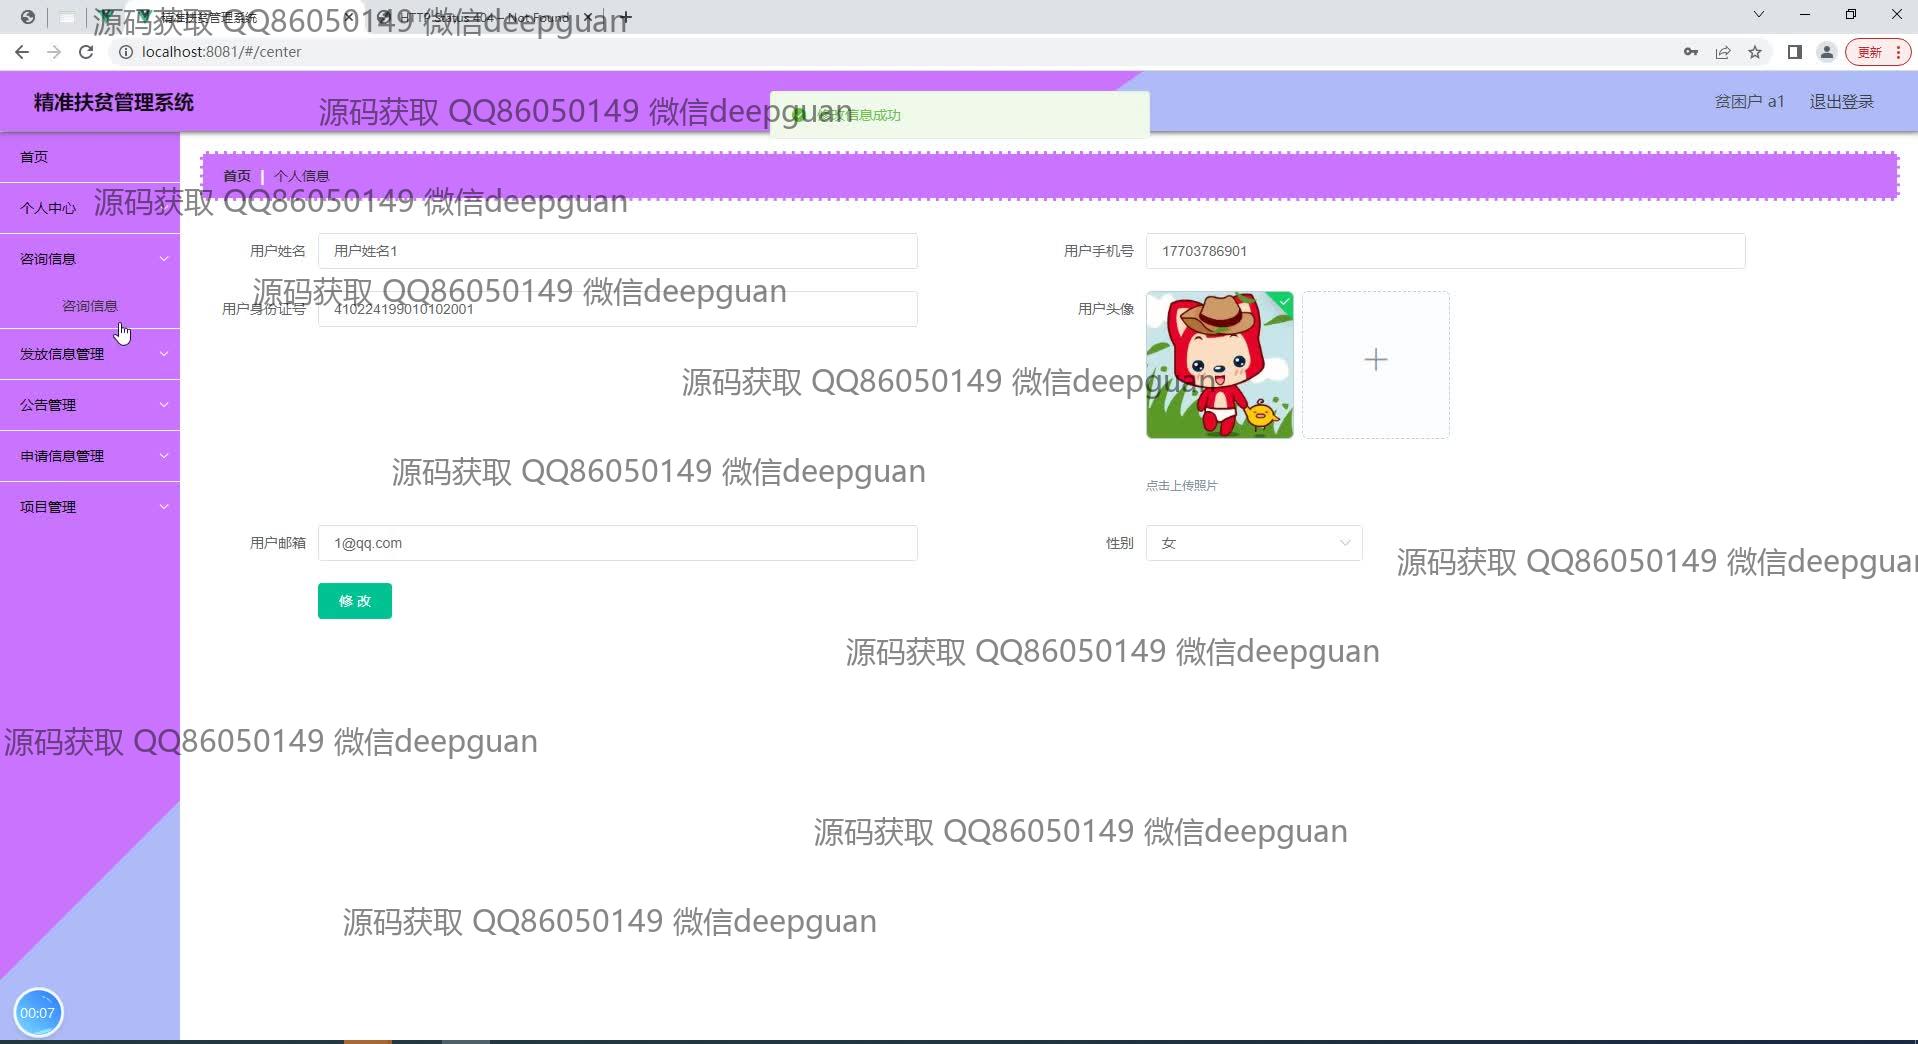 精准扶贫管理系统
HTTP Status 404 – Not Found
源码获取 QQ86050149 微信deepguan
localhost:8081/#/center
更新
精准扶贫管理系统
源码获取 QQ86050149 微信deepguan
修改信息成功
贫困户 a1
退出登录
首页
首页 | 个人信息
个人中心
源码获取 QQ86050149 微信deepguan
咨询信息
用户姓名 用户姓名1
用户手机号 17703786901
源码获取 QQ86050149 微信deepguan
咨询信息
用户身份证号 410224199010102001
用户头像
发放信息管理
源码获取 QQ86050149 微信deepguan
公告管理
申请信息管理
源码获取 QQ86050149 微信deepguan
点击上传照片
项目管理
用户邮箱 1@qq.com
性别 女
源码获取 QQ86050149 微信deepguan
修 改
源码获取 QQ86050149 微信deepguan
源码获取 QQ86050149 微信deepguan
源码获取 QQ86050149 微信deepguan
源码获取 QQ86050149 微信deepguan
00:07